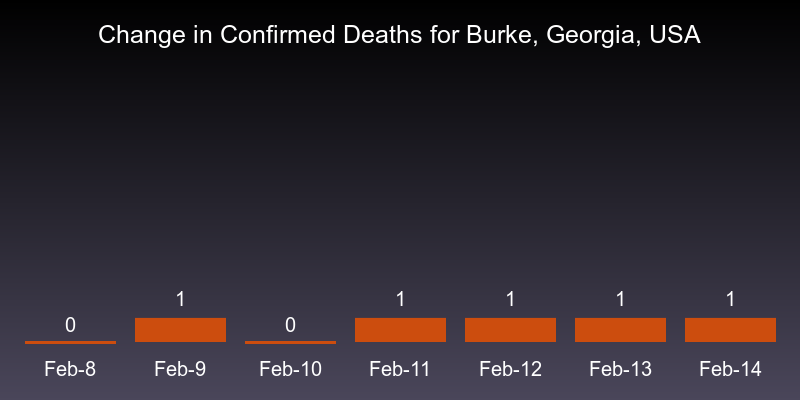 Change in Confirmed Deaths for Burke, Georgia, USA
0 1 0 1 1 1 1
Feb-8 Feb-9 Feb-10 Feb-11 Feb-12 Feb-13 Feb-14